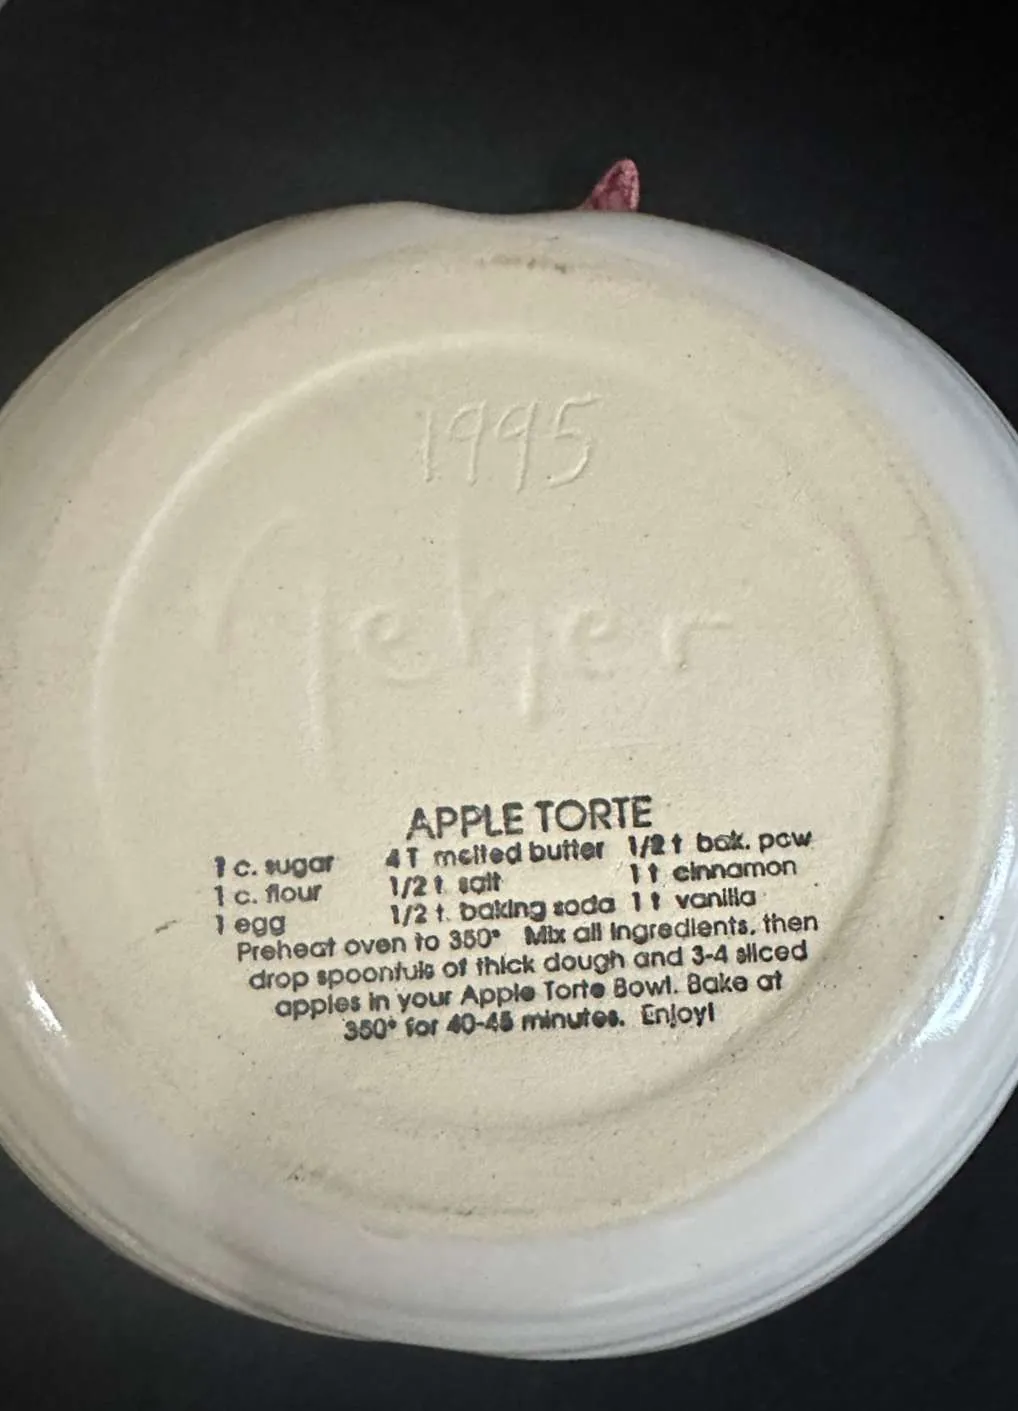 1995
Geher
APPLE TORTE
1 c. sugar 4 T melted butter 1/2 t bak. pow
1 c. flour 1/2 t. salt 1 t cinnamon
1 egg 1/2 t. baking soda 1 t vanilla
Preheat oven to 350° Mix all ingredients, then
drop spoonfuls of thick dough and 3-4 sliced
apples in your Apple Torte Bowl. Bake at
350° for 40-45 minutes. Enjoy!